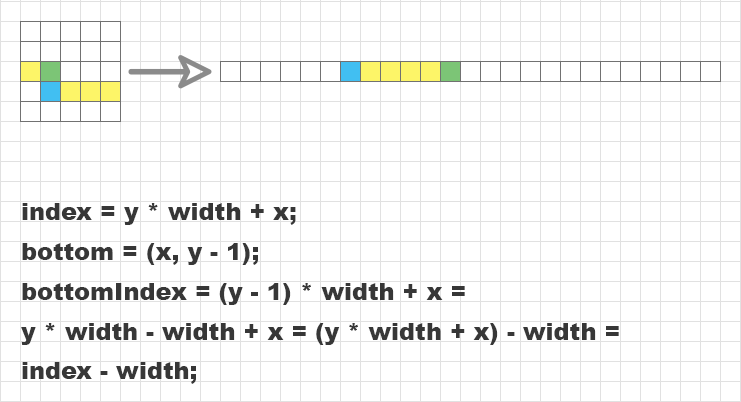 index = y * width + x;
bottom = (x, y - 1);
bottomIndex = (y - 1) * width + x =
y * width - width + x = (y * width + x) - width =
index - width;